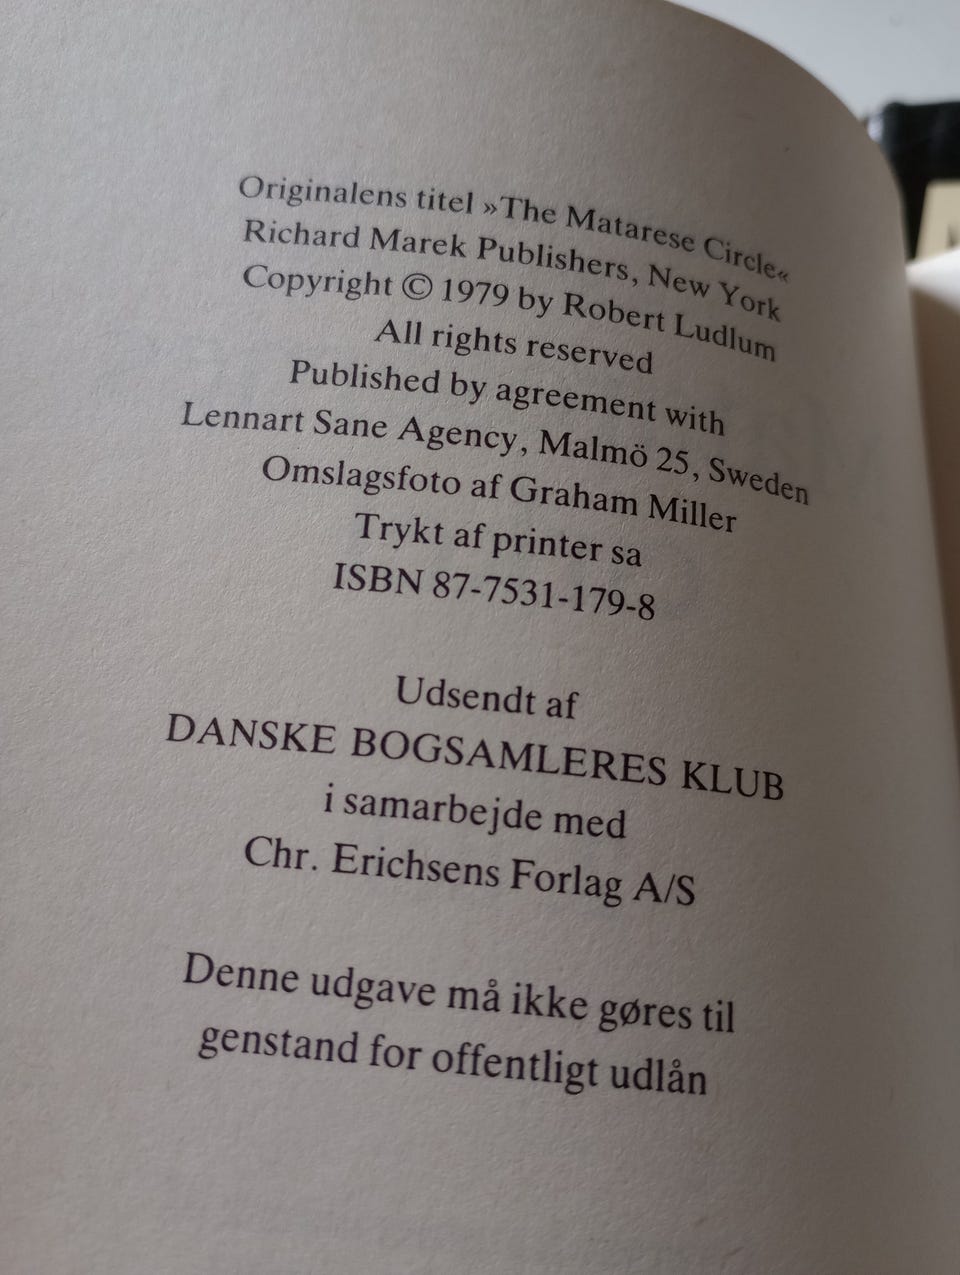 Originalens titel »The Matarese Circle«
Richard Marek Publishers, New York
Copyright © 1979 by Robert Ludlum
All rights reserved
Published by agreement with
Lennart Sane Agency, Malmö 25, Sweden
Omslagsfoto af Graham Miller
Trykt af printer sa
ISBN 87-7531-179-8
Udsendt af
DANSKE BOGSAMLERES KLUB
i samarbejde med
Chr. Erichsens Forlag A/S
Denne udgave må ikke gøres til
genstand for offentligt udlån